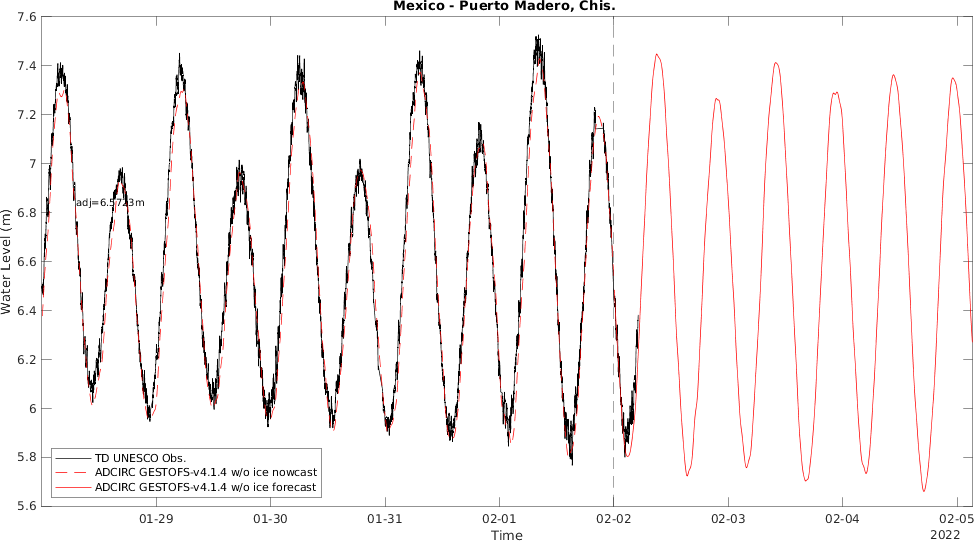 Mexico - Puerto Madero, Chis.
7.6
7.4
7.2
7
6.8
6.6
6.4
6.2
6
5.8
5.6
Water Level (m)
adj=6.5723m
TD UNESCO Obs.
ADCIRC GESTOFS-v4.1.4 w/o ice nowcast
ADCIRC GESTOFS-v4.1.4 w/o ice forecast
01-29 01-30 01-31 02-01 02-02 02-03 02-04 02-05
Time 2022